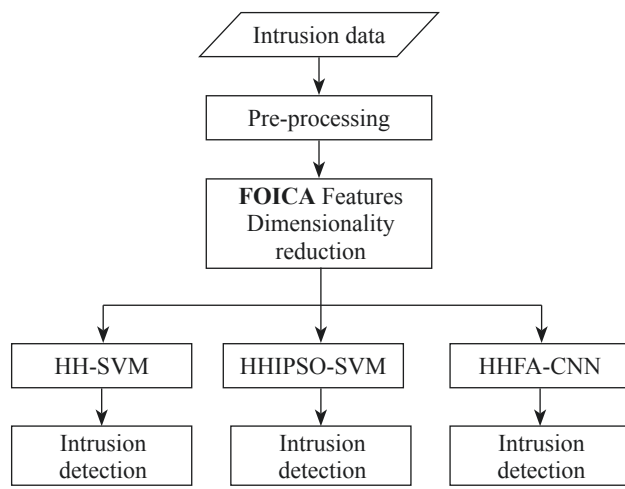 Intrusion data
Pre-processing
FOICA Features
Dimensionality
reduction
HH-SVM
HHIPSO-SVM
HHFA-CNN
Intrusion
detection
Intrusion
detection
Intrusion
detection